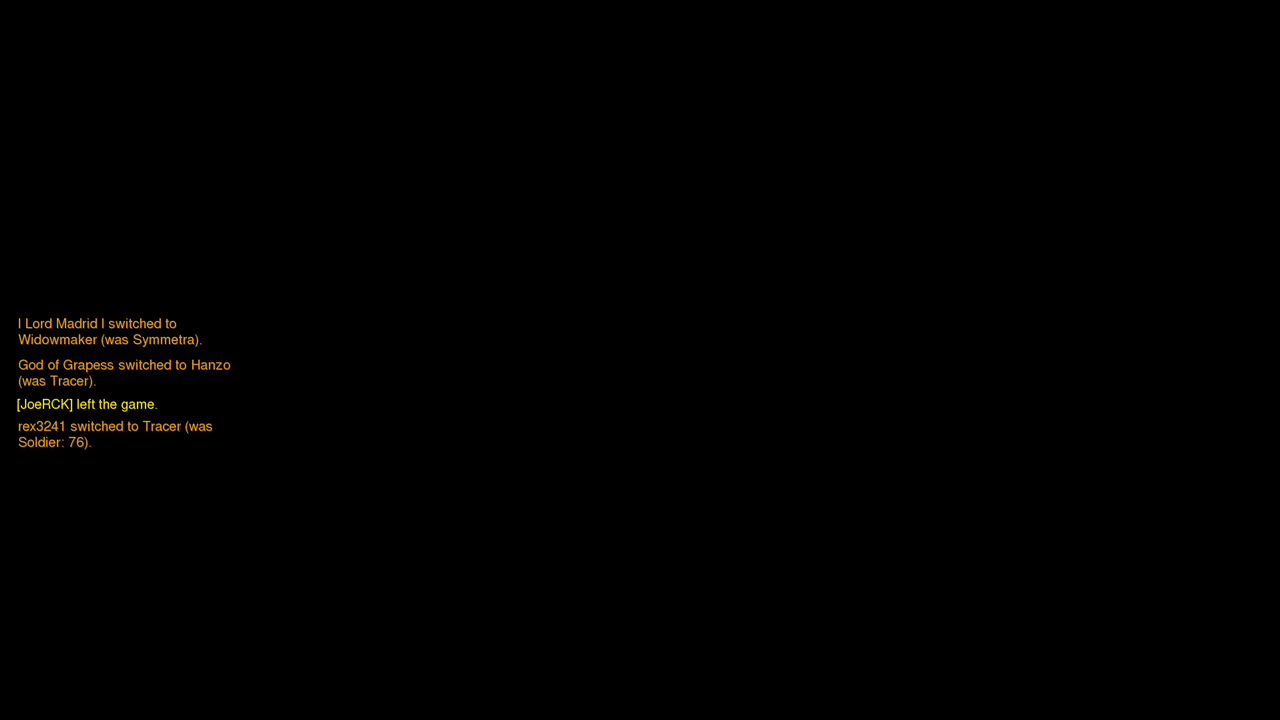 I Lord Madrid I switched to
Widowmaker (was Symmetra).
God of Grapess switched to Hanzo
(was Tracer).
[JoeRCK] left the game.
rex3241 switched to Tracer (was
Soldier: 76).